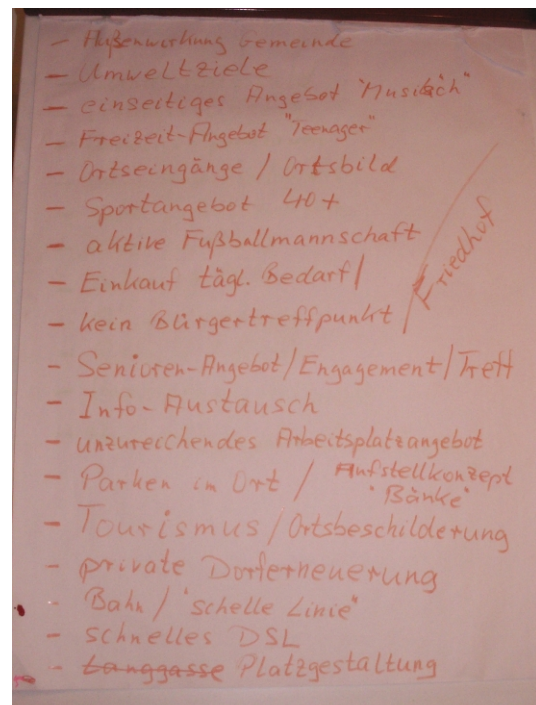 - Außenwirkung Gemeinde
- Umweltziele
- einseitiges Angebot "Musikach"
- Freizeit-Angebot "Teenager"
- Ortseingänge / Ortsbild
- Sportangebot 40+
- aktive Fußballmannschaft
- Einkauf tägl. Bedarf /
- kein Bürgertreffpunkt / Friedhof
- Senioren-Angebot / Engagement / Treff
- Info-Austausch
- unzureichendes Arbeitsplatzangebot
- Parken im Ort / Aufstellkonzept
"Bänke"
- Tourismus / Ortsbeschilderung
- private Dorferneuerung
- Bahn / "schelle Linie"
- schnelles DSL
- Langgasse Platzgestaltung